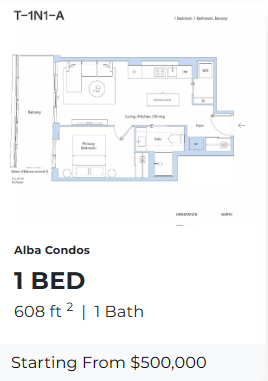 T-1N1-A
1 Bedroom, 1 Bathroom, Balcony
W/D
Living /Kitchen /Dining
Balcony
Foyer
Primary
Bedroom
Bath
NORTH
Alba Condos
1 BED
608 ft 2 | 1 Bath
Starting From $500,000